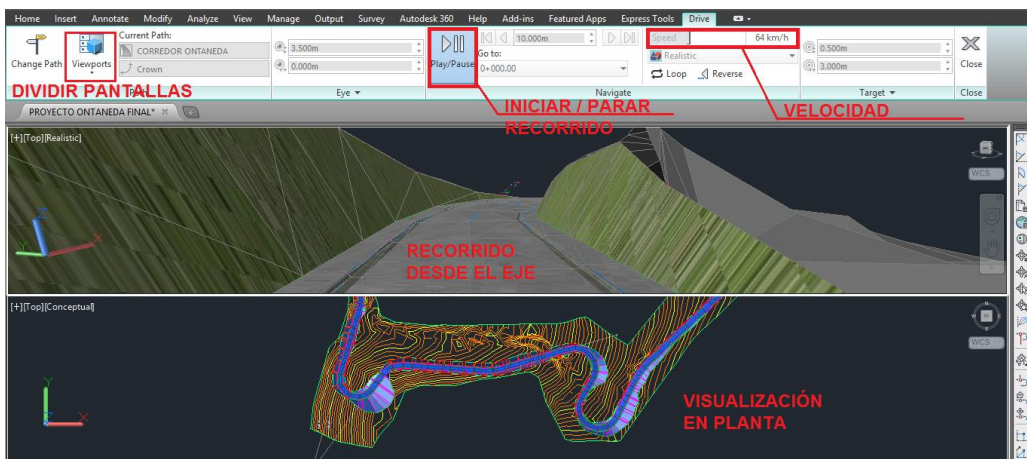 Home Insert Annotate Modify Analyze View Manage Output Survey Autodesk 360 Help Add-ins Featured Apps Express Tools Drive
Current Path:
CORREDOR ONTANEDA
Crown
Change Path
Viewports
DIVIDIR PANTALLAS
3.500m
0.000m
Eye
Play/Pause
10.000m
Go to:
0+000.00
Navigate
INICIAR / PARAR
RECORRIDO
Speed 64 km/h
Realistic
Loop Reverse
VELOCIDAD
0.500m
3.000m
Target
Close
Close
PROYECTO ONTANEDA FINAL*
[+][Top][Realistic]
WCS
Y X
RECORRIDO
DESDE EL EJE
[+][Top][Conceptual]
WCS
Y
Z X
VISUALIZACIÓN
EN PLANTA